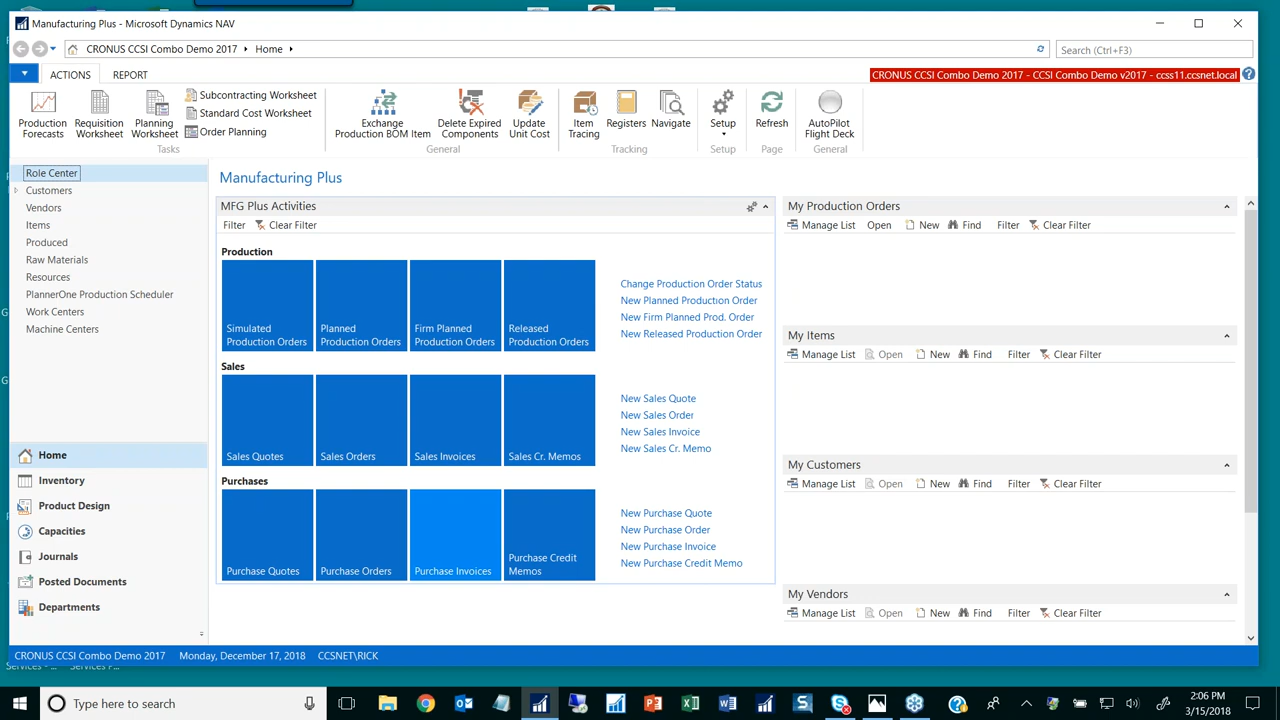 Manufacturing Plus - Microsoft Dynamics NAV
CRONUS CCSI Combo Demo 2017 Home
Search (Ctrl+F3)
ACTIONS REPORT
CRONUS CCSI Combo Demo 2017 - CCSI Combo Demo v2017 - ccss11.ccsnet.local
Production Forecasts
Requisition Worksheet
Planning Worksheet
Subcontracting Worksheet
Standard Cost Worksheet
Order Planning
Tasks
Exchange Production BOM Item
Delete Expired Components
Update Unit Cost
General
Item Tracing
Registers
Navigate
Tracking
Setup
Setup
Refresh
Page
AutoPilot Flight Deck
General
Role Center
Customers
Vendors
Items
Produced
Raw Materials
Resources
PlannerOne Production Scheduler
Work Centers
Machine Centers
Home
Inventory
Product Design
Capacities
Journals
Posted Documents
Departments
Manufacturing Plus
MFG Plus Activities
Filter Clear Filter
Production
Simulated Production Orders
Planned Production Orders
Firm Planned Production Orders
Released Production Orders
Change Production Order Status
New Planned Production Order
New Firm Planned Prod. Order
New Released Production Order
Sales
Sales Quotes
Sales Orders
Sales Invoices
Sales Cr. Memos
New Sales Quote
New Sales Order
New Sales Invoice
New Sales Cr. Memo
Purchases
Purchase Quotes
Purchase Orders
Purchase Invoices
Purchase Credit Memos
New Purchase Quote
New Purchase Order
New Purchase Invoice
New Purchase Credit Memo
My Production Orders
Manage List Open New Find Filter Clear Filter
My Items
Manage List Open New Find Filter Clear Filter
My Customers
Manage List Open New Find Filter Clear Filter
My Vendors
Manage List Open New Find Filter Clear Filter
CRONUS CCSI Combo Demo 2017 Monday, December 17, 2018 CCSNET\RICK
Type here to search
2:06 PM
3/15/2018